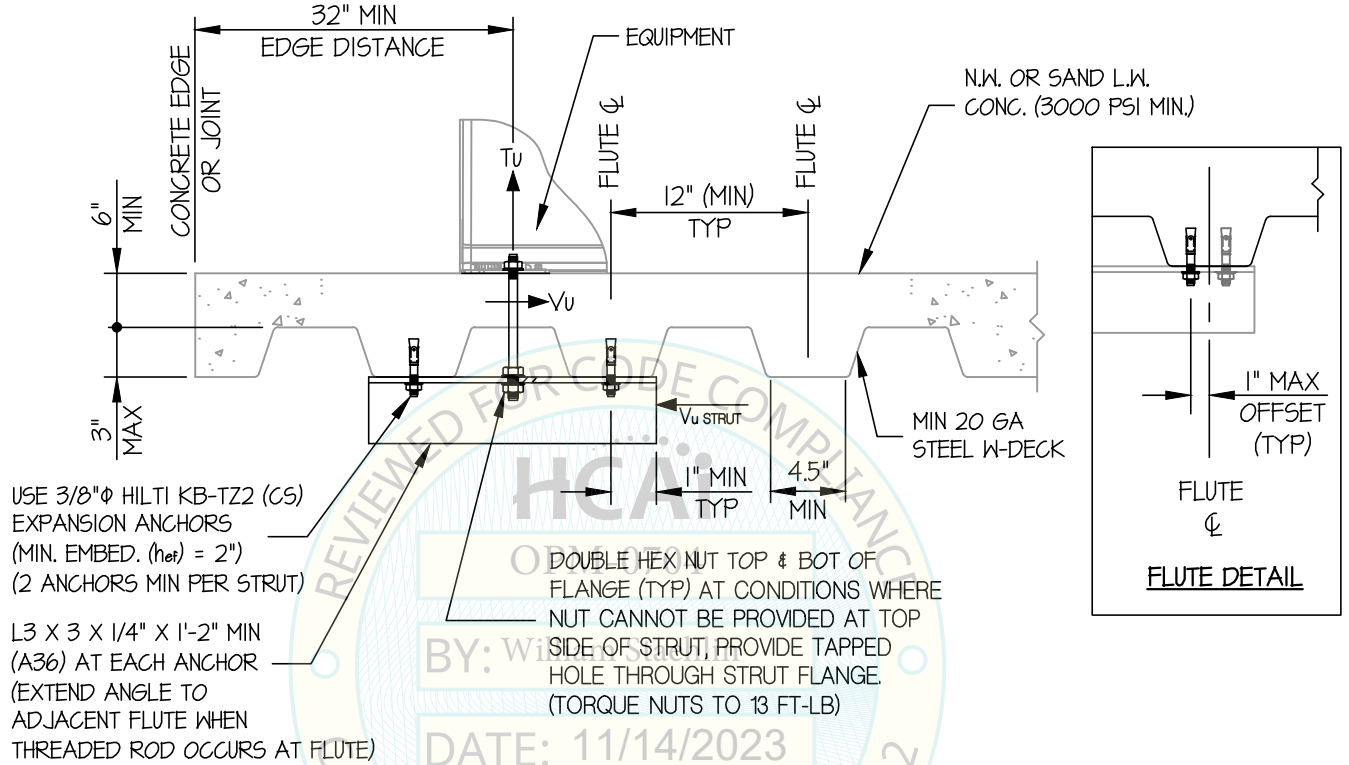 32" MIN
EDGE DISTANCE
CONCRETE EDGE
OR JOINT
EQUIPMENT
N.W. OR SAND L.W.
CONC. (3000 PSI MIN.)
FLUTE ℄
FLUTE ℄
Tu
12" (MIN)
TYP
6"
MIN
Vu
3"
MAX
Vu STRUT
MIN 20 GA
STEEL W-DECK
1" MIN
TYP
4.5"
MIN
1" MAX
OFFSET
(TYP)
FLUTE
℄
FLUTE DETAIL
USE 3/8"Φ HILTI KB-TZ2 (CS)
EXPANSION ANCHORS
(MIN. EMBED. (hef) = 2")
(2 ANCHORS MIN PER STRUT)
L3 X 3 X 1/4" X 1'-2" MIN
(A36) AT EACH ANCHOR
(EXTEND ANGLE TO
ADJACENT FLUTE WHEN
THREADED ROD OCCURS AT FLUTE)
DOUBLE HEX NUT TOP & BOT OF
FLANGE (TYP) AT CONDITIONS WHERE
NUT CANNOT BE PROVIDED AT TOP
SIDE OF STRUT, PROVIDE TAPPED
HOLE THROUGH STRUT FLANGE.
(TORQUE NUTS TO 13 FT-LB)
REVIEWED FOR CODE COMPLIANCE
HCAi
BY: William Staehlin
DATE: 11/14/2023